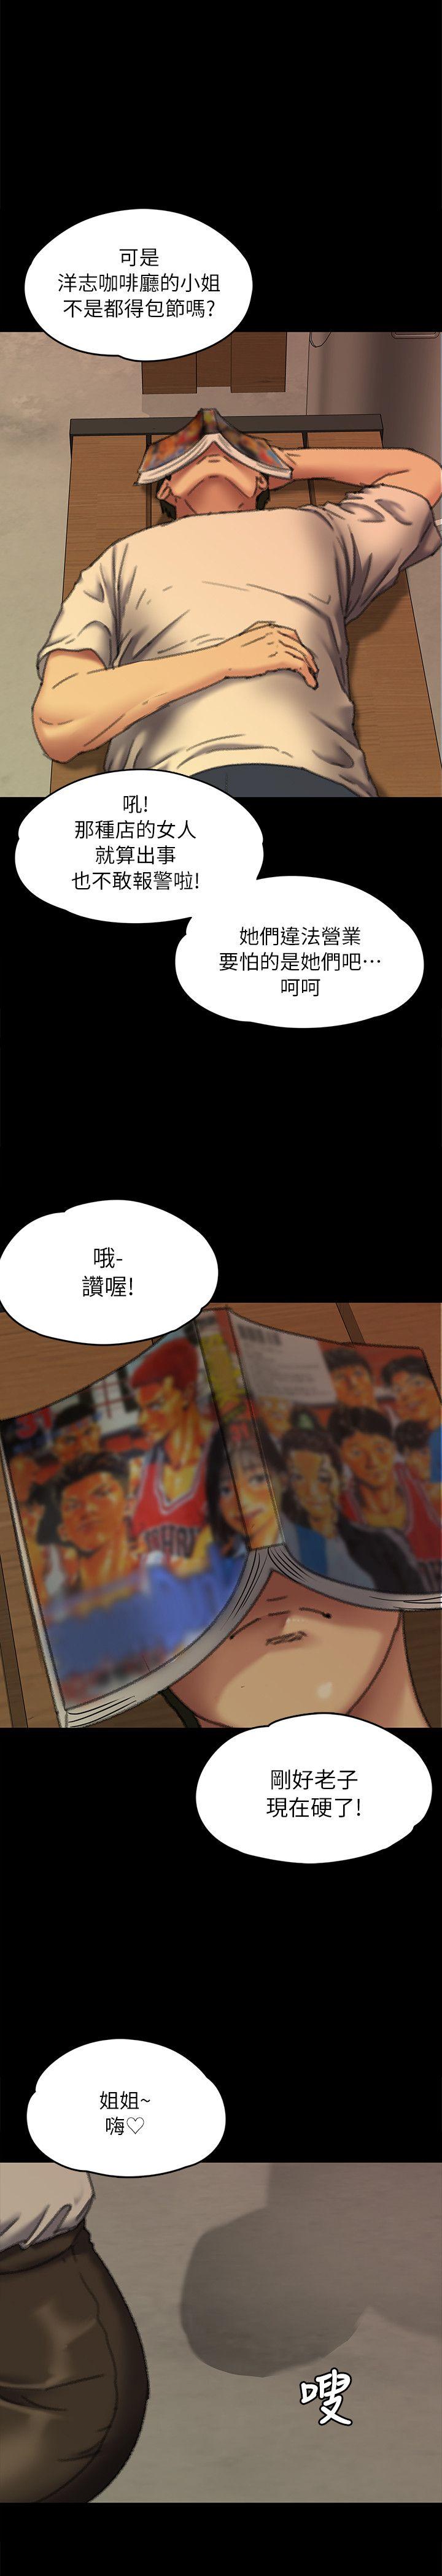 可是
洋志咖啡廳的小姐
不是都得包節嗎?
吼!
那種店的女人
就算出事
也不敢報警啦!
她們違法營業
要怕的是她們吧…
呵呵
哦-
讚喔!
剛好老子
現在硬了!
姐姐~
嗨♡
嗖